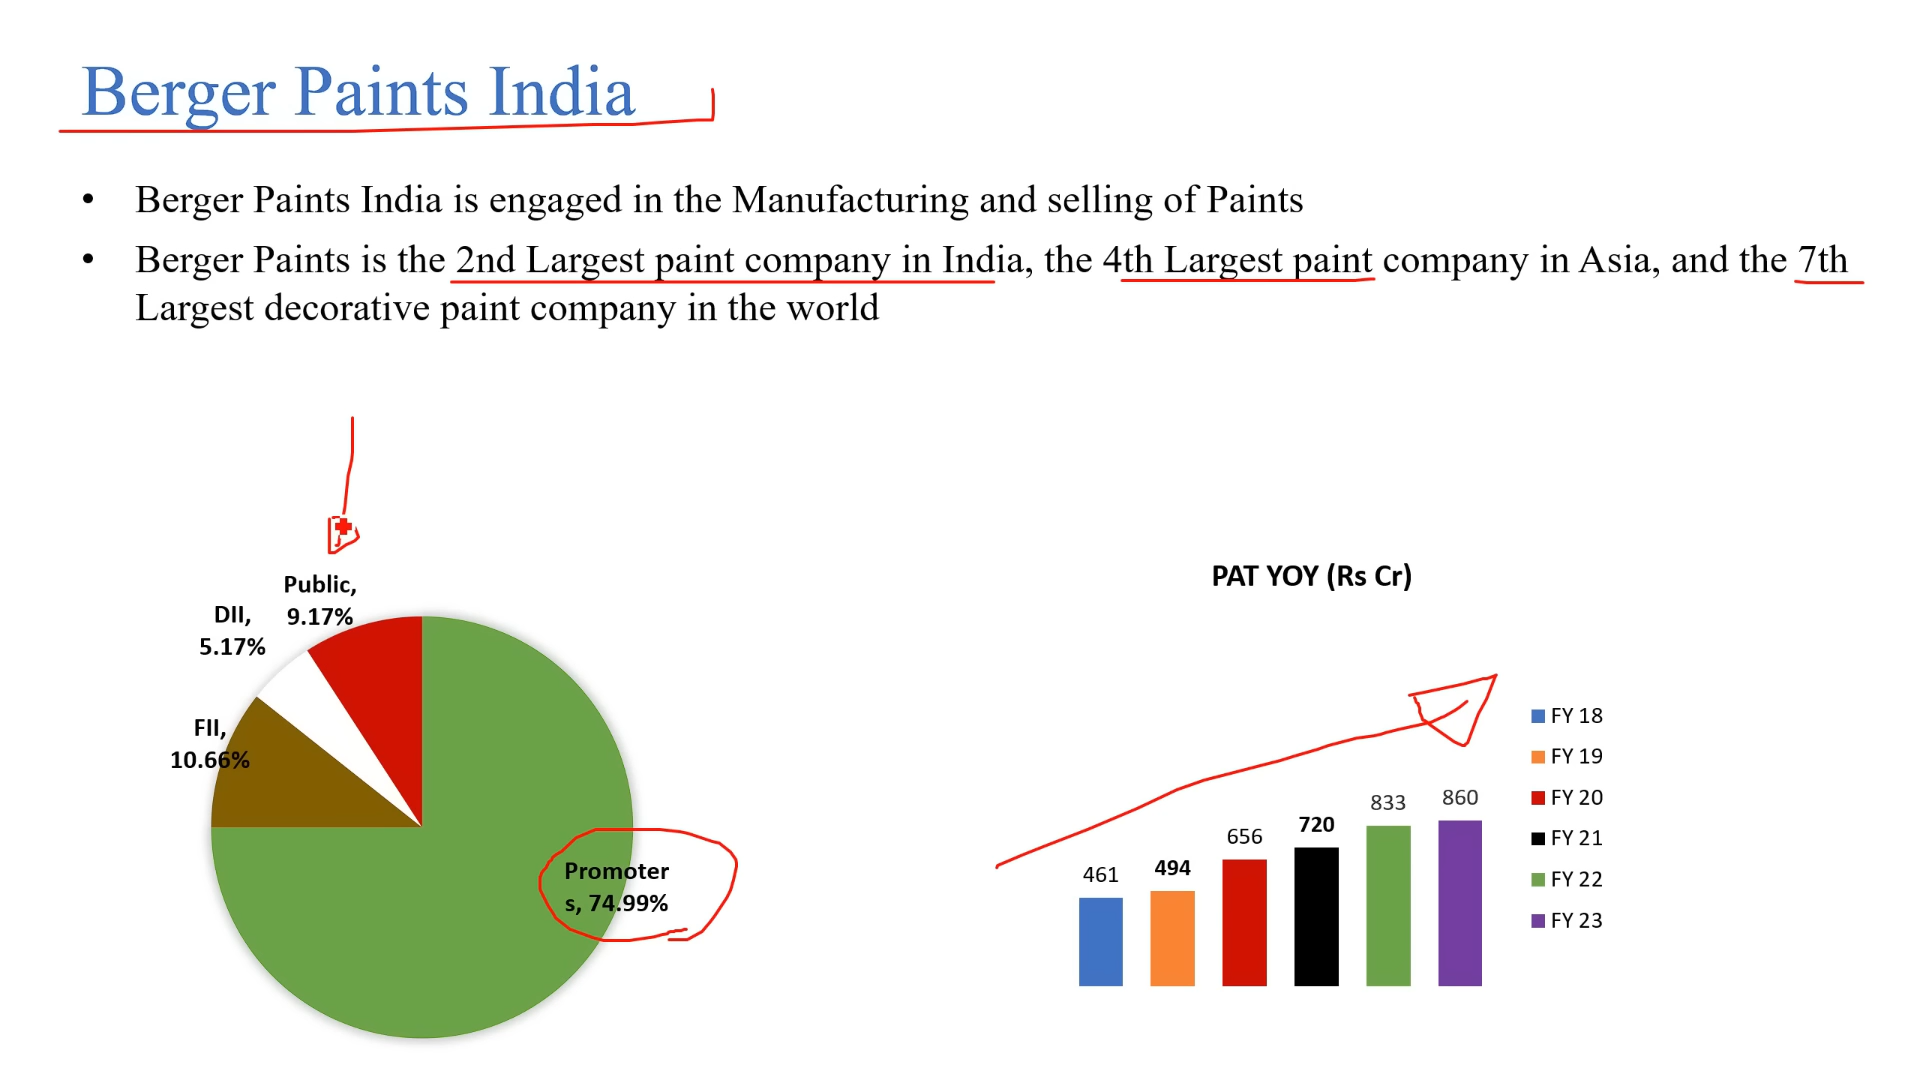 Berger Paints India
• Berger Paints India is engaged in the Manufacturing and selling of Paints
• Berger Paints is the 2nd Largest paint company in India, the 4th Largest paint company in Asia, and the 7th
Largest decorative paint company in the world
Public,
9.17%
DII,
5.17%
FII,
10.66%
Promoter
s, 74.99%
PAT YOY (Rs Cr)
461
494
656
720
833
860
FY 18
FY 19
FY 20
FY 21
FY 22
FY 23